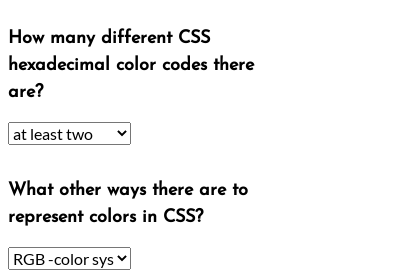 How many different CSS
hexadecimal color codes there
are?
at least two
What other ways there are to
represent colors in CSS?
RGB -color sys